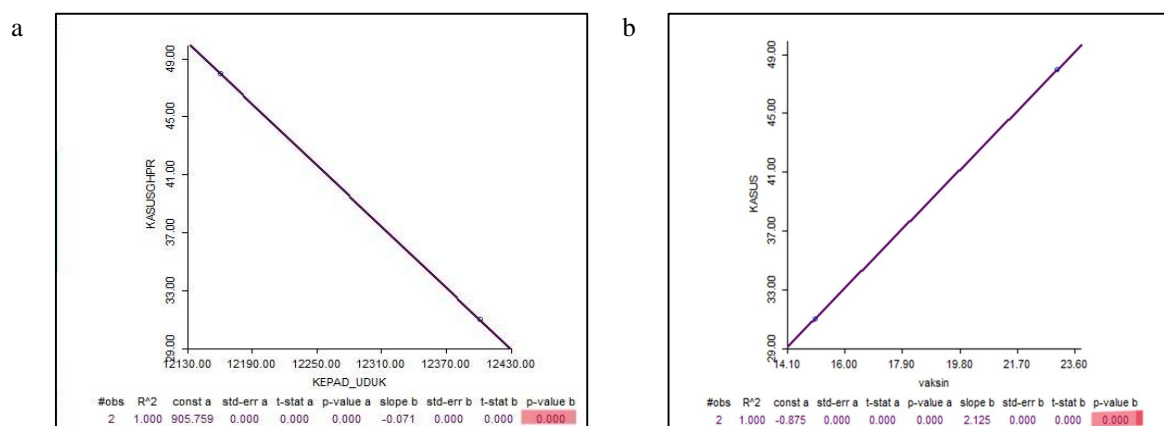 a
49.00
45.00
41.00
37.00
33.00
29.00
KASUSGHPR
12130.00 12190.00 12250.00 12310.00 12370.00 12430.00
KEPAD_UDUK
#obs R^2 const a std-err a t-stat a p-value a slope b std-err b t-stat b p-value b
2 1.000 905.759 0.000 0.000 0.000 -0.071 0.000 0.000 0.000
b
49.00
45.00
41.00
37.00
33.00
29.00
KASUS
14.10 16.00 17.90 19.80 21.70 23.60
vaksin
#obs R^2 const a std-err a t-stat a p-value a slope b std-err b t-stat b p-value b
2 1.000 -0.875 0.000 0.000 0.000 2.125 0.000 0.000 0.000